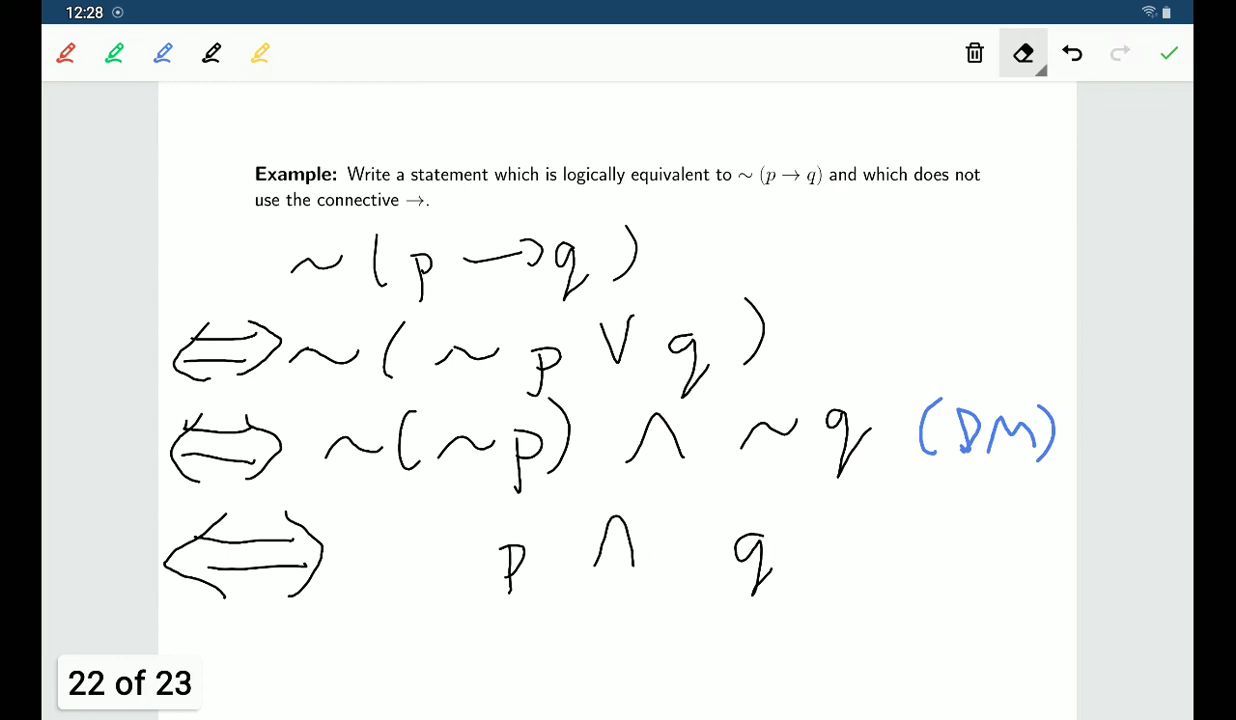 12:28
Example: Write a statement which is logically equivalent to ∼ (p → q) and which does not
use the connective →.
~ (p → q)
⇔ ~ (~ p ∨ q)
⇔ ~ (~ p) ∧ ~ q (DM)
⇔ p ∧ q
22 of 23